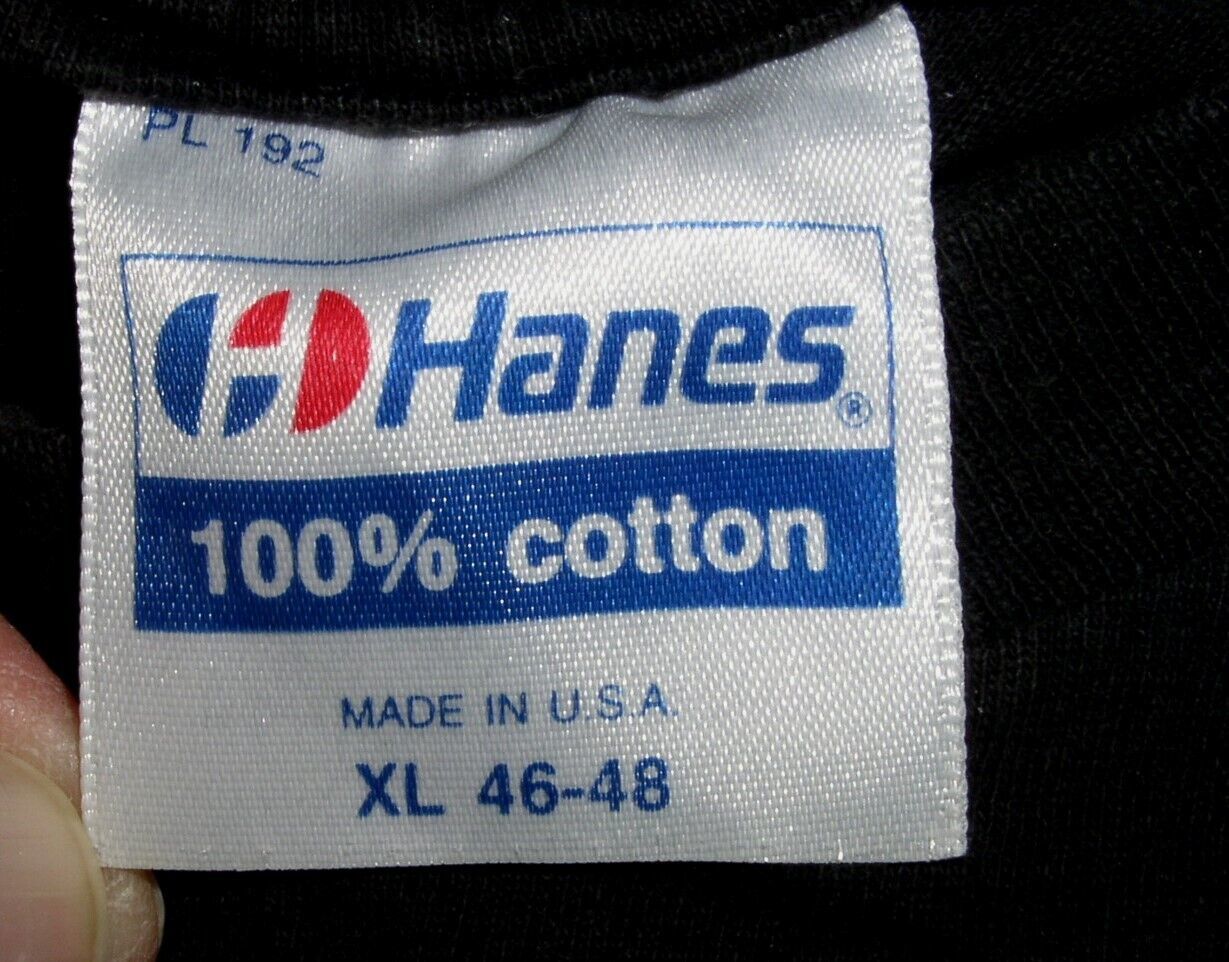 PL 192
Hanes®
100% cotton
MADE IN U.S.A.
XL 46-48